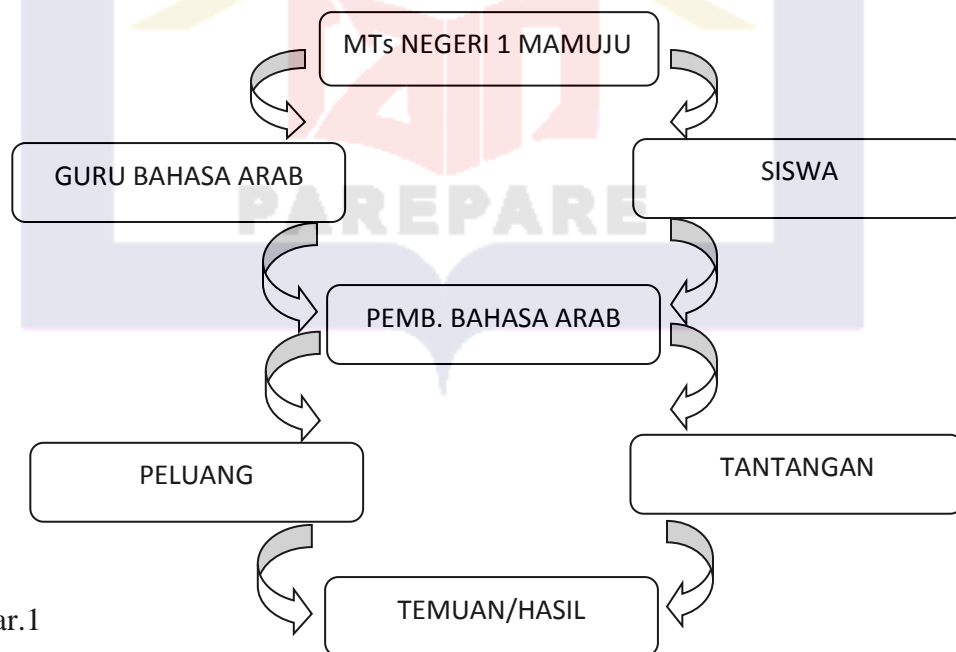 MTs NEGERI 1 MAMUJU
GURU BAHASA ARAB
SISWA
PAREPARE
PEMB. BAHASA ARAB
PELUANG
TANTANGAN
TEMUAN/HASIL
ar.1